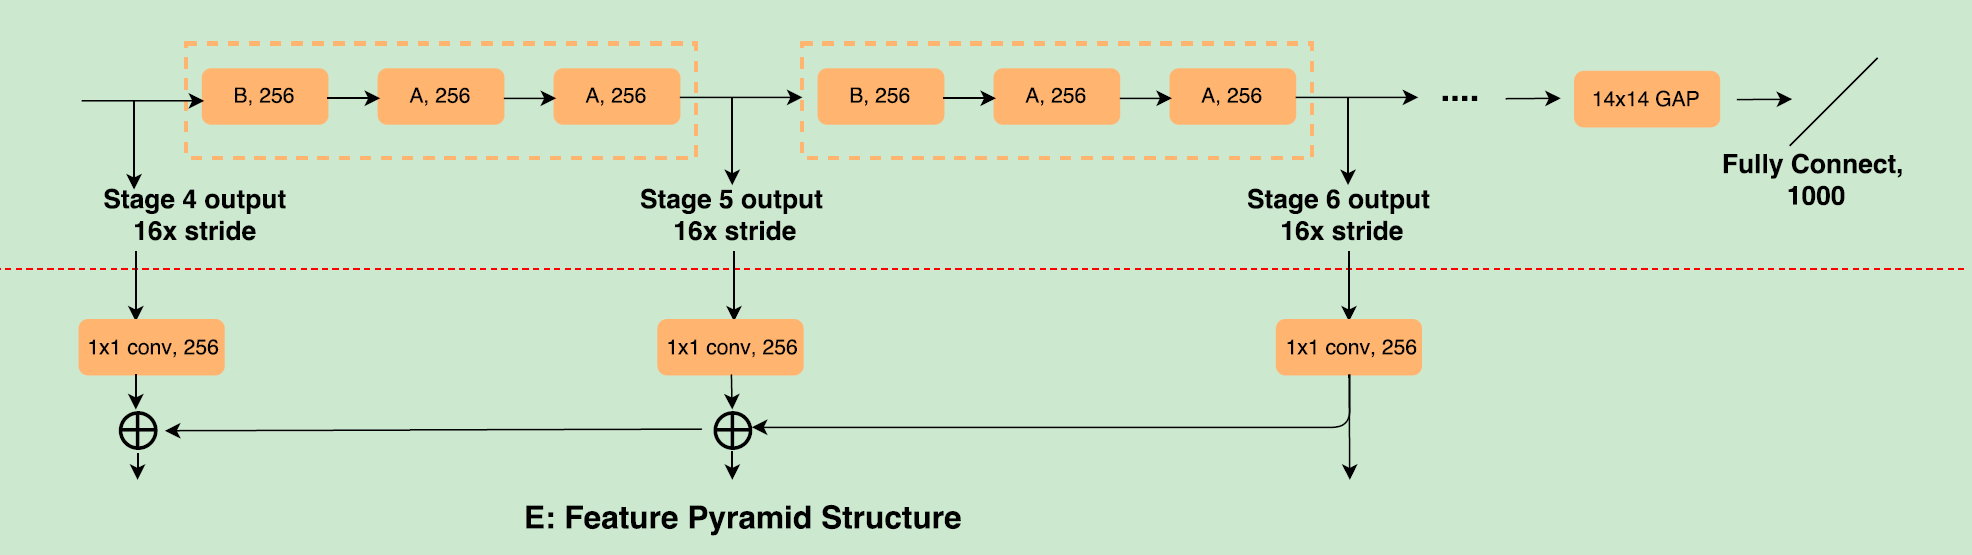 B, 256
A, 256
A, 256
B, 256
A, 256
A, 256
....
14x14 GAP
Fully Connect,
1000
Stage 4 output
16x stride
Stage 5 output
16x stride
Stage 6 output
16x stride
1x1 conv, 256
1x1 conv, 256
1x1 conv, 256
E: Feature Pyramid Structure